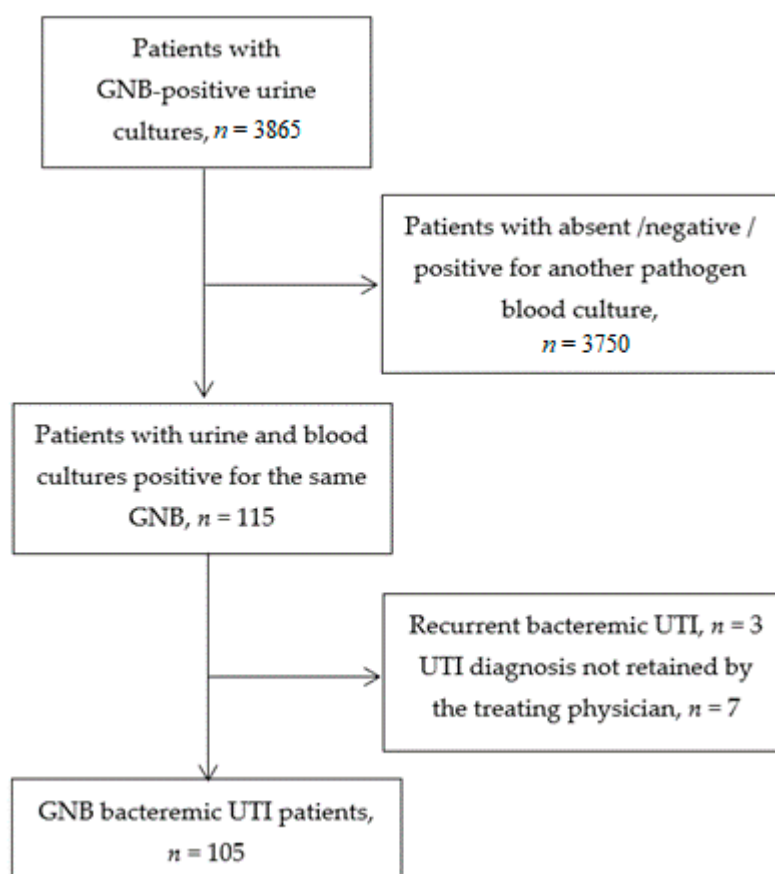 Patients with
GNB-positive urine
cultures, n = 3865
Patients with absent /negative /
positive for another pathogen
blood culture,
n = 3750
Patients with urine and blood
cultures positive for the same
GNB, n = 115
Recurrent bacteremic UTI, n = 3
UTI diagnosis not retained by
the treating physician, n = 7
GNB bacteremic UTI patients,
n = 105